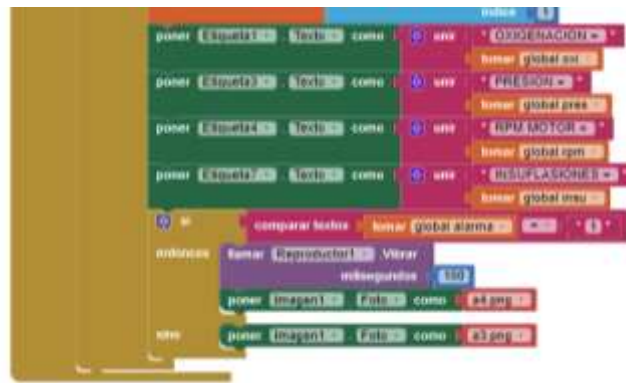 índice 1
poner Etiqueta1 . Texto como unir " OXIGENACION = "
tomar global oxi
poner Etiqueta3 . Texto como unir " PRESION = "
tomar global pres
poner Etiqueta4 . Texto como unir " RPM MOTOR = "
tomar global rpm
poner Etiqueta7 . Texto como unir " INSUFLASIONES = "
tomar global insu
si comparar textos tomar global alarma = " 1 "
entonces llamar Reproductor1 . Vibrar
milisegundos 100
poner Imagen1 . Foto como a4.png
sino poner Imagen1 . Foto como a3.png